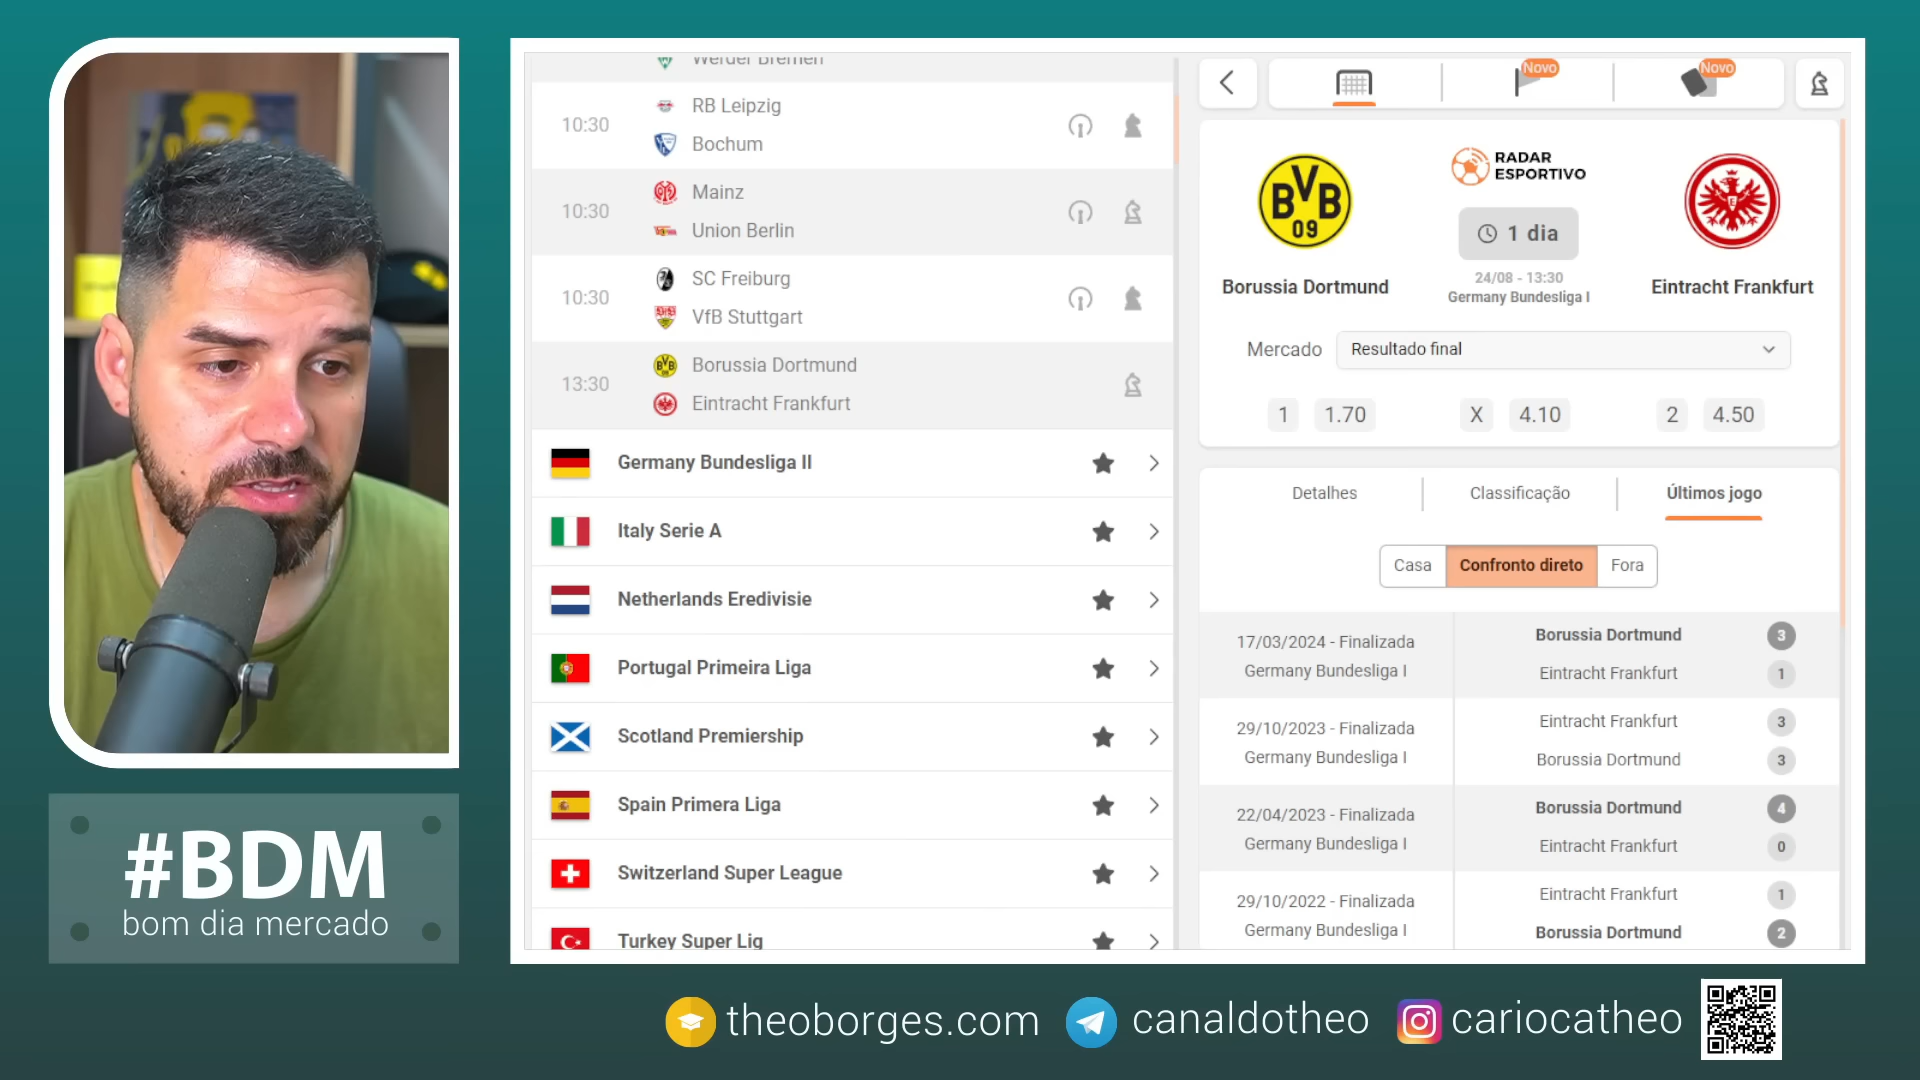 Werder Bremen
10:30
RB Leipzig
Bochum
10:30
Mainz
Union Berlin
10:30
SC Freiburg
VfB Stuttgart
13:30
Borussia Dortmund
Eintracht Frankfurt
Germany Bundesliga II
Italy Serie A
Netherlands Eredivisie
Portugal Primeira Liga
Scotland Premiership
Spain Primera Liga
Switzerland Super League
Turkey Super Lig
Novo
Novo
BVB
09
RADAR
ESPORTIVO
1 dia
24/08 - 13:30
Germany Bundesliga I
Borussia Dortmund
Eintracht Frankfurt
Mercado
Resultado final
1 1.70 X 4.10 2 4.50
Detalhes
Classificação
Últimos jogo
Casa
Confronto direto
Fora
17/03/2024 - Finalizada
Germany Bundesliga I
Borussia Dortmund 3
Eintracht Frankfurt 1
29/10/2023 - Finalizada
Germany Bundesliga I
Eintracht Frankfurt 3
Borussia Dortmund 3
22/04/2023 - Finalizada
Germany Bundesliga I
Borussia Dortmund 4
Eintracht Frankfurt 0
29/10/2022 - Finalizada
Germany Bundesliga I
Eintracht Frankfurt 1
Borussia Dortmund 2
#BDM
bom dia mercado
theoborges.com
canaldotheo
cariocatheo